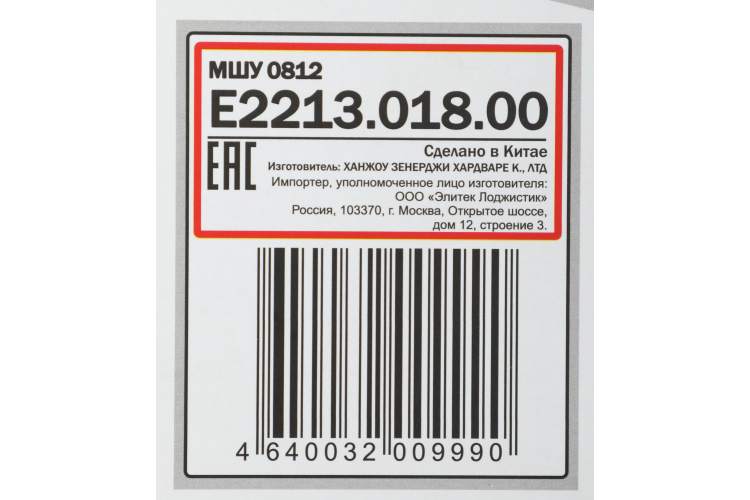 МШУ 0812
E2213.018.00
EAC
Сделано в Китае
Изготовитель: ХАНЖОУ ЗЕНЕРДЖИ ХАРДВАРЕ К., ЛТД
Импортер, уполномоченное лицо изготовителя:
ООО «Элитек Лоджистик»
Россия, 103370, г. Москва, Открытое шоссе,
дом 12, строение 3.
4 640032 009990